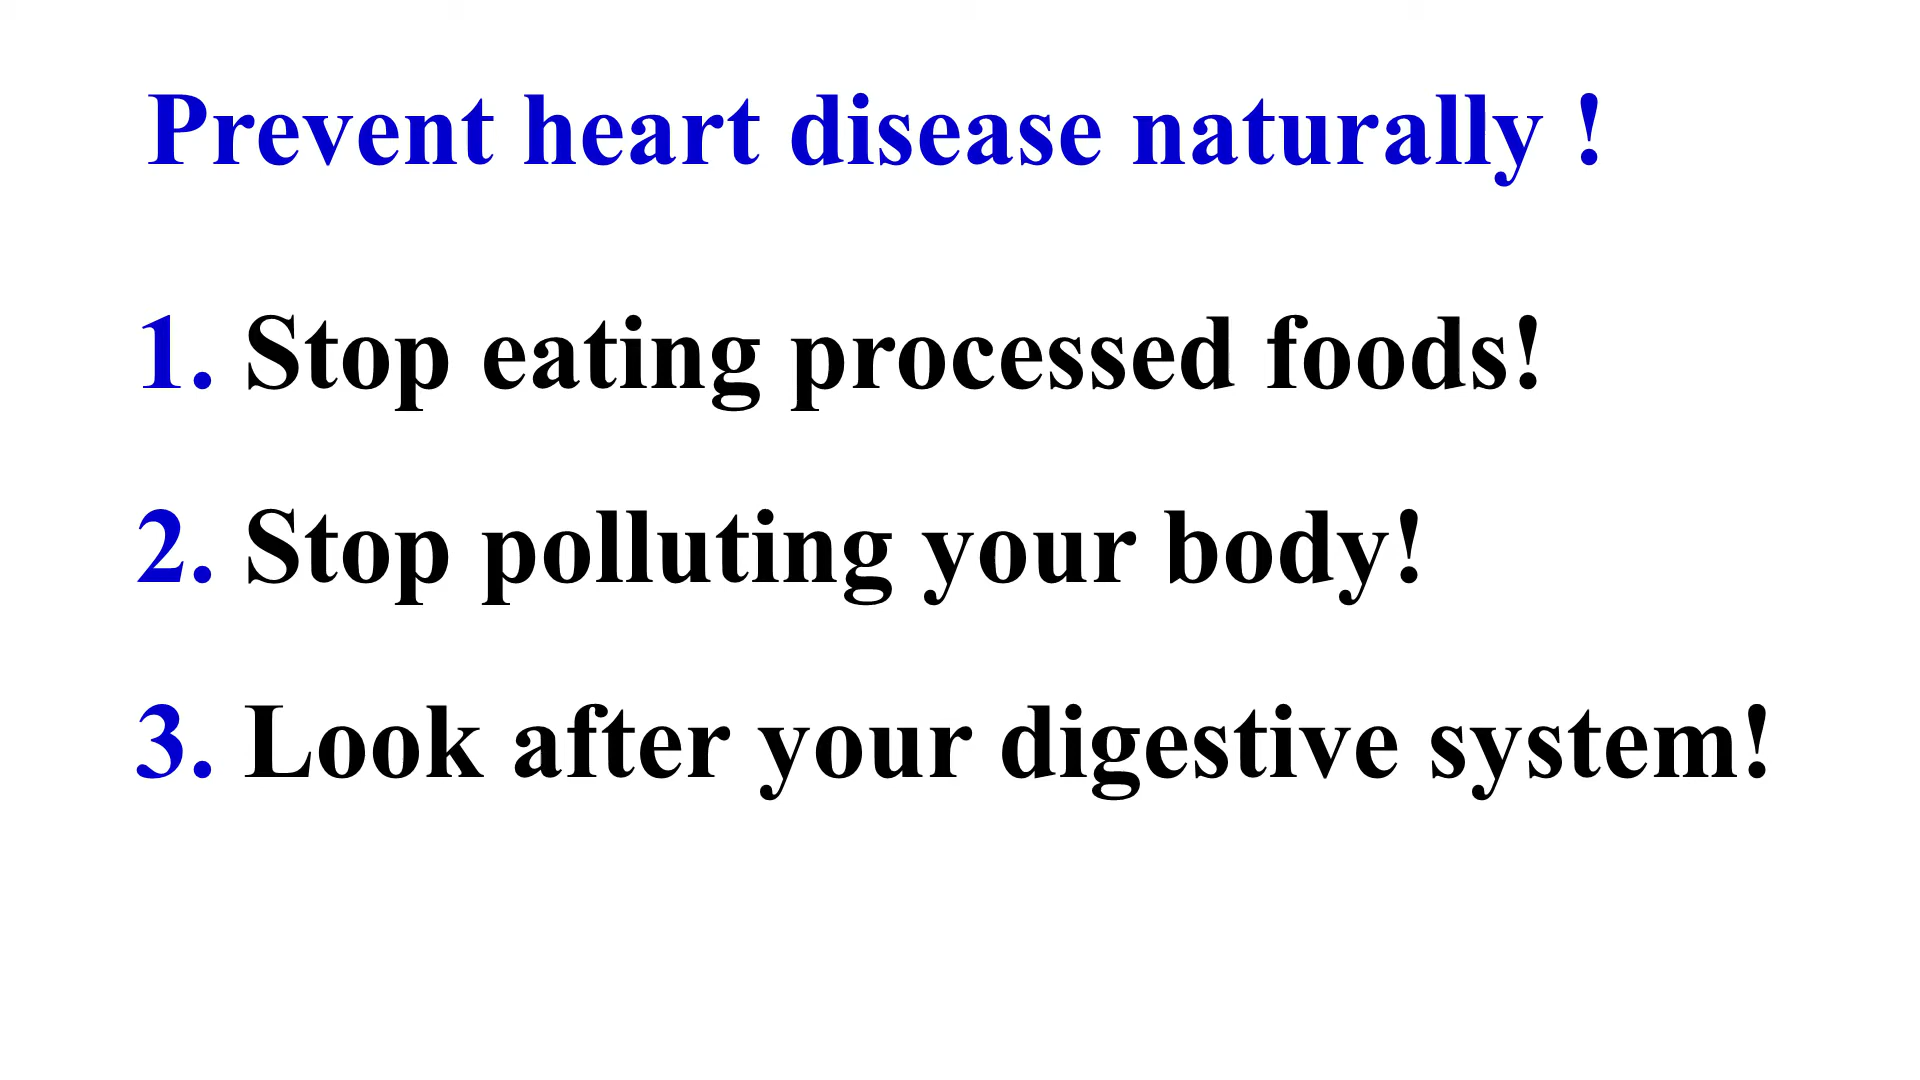 Prevent heart disease naturally !
1. Stop eating processed foods!
2. Stop polluting your body!
3. Look after your digestive system!